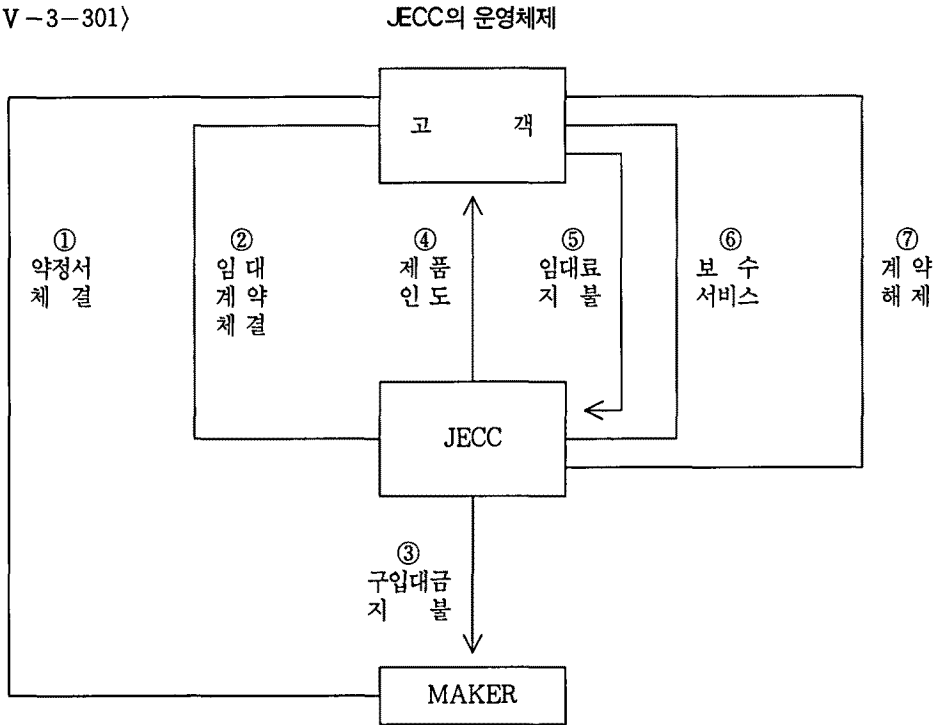 V-3-301〉 JECC의 운영체제
고 객
①
약정서
체 결
②
임 대
계 약
체 결
④
제 품
인 도
⑤
임대료
지 불
⑥
보 수
서비스
⑦
계 약
해 제
JECC
③
구입대금
지 불
MAKER